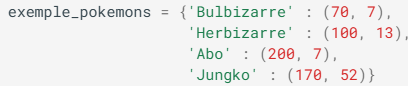 exemple_pokemons = {'Bulbizarre' : (70, 7),
'Herbizarre' : (100, 13),
'Abo' : (200, 7),
'Jungko' : (170, 52)}